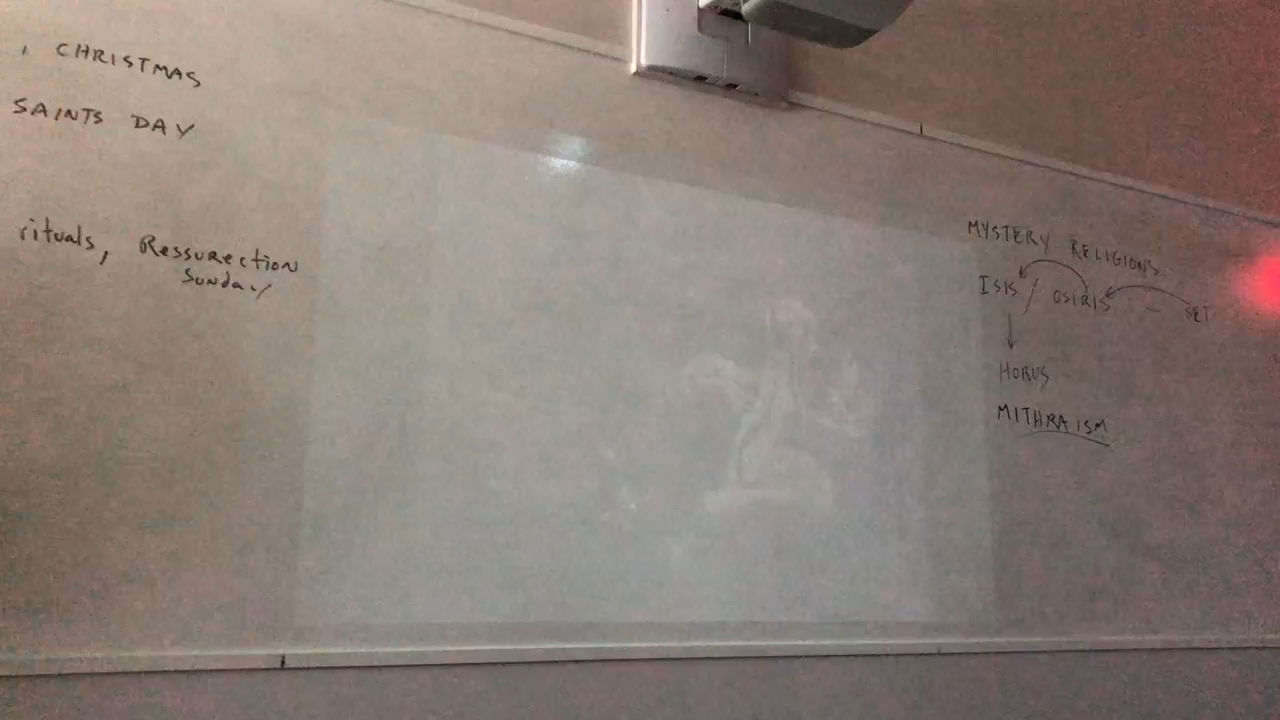 , CHRISTMAS
SAINTS DAY
rituals, Ressurection
Sunday
MYSTERY RELIGIONS
ISIS / OSIRIS - SET
HORUS
MITHRAISM